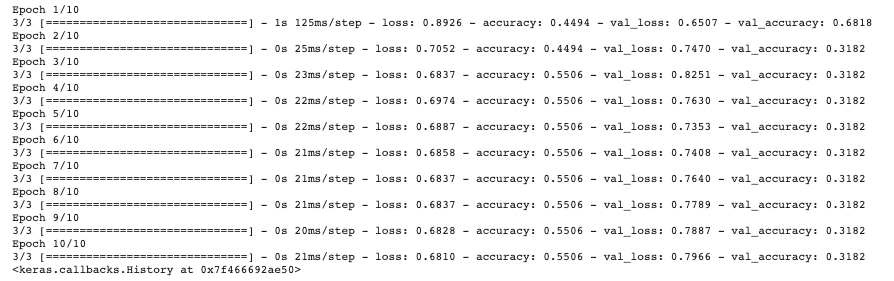 Epoch 1/10
3/3 [==============================] - 1s 125ms/step - loss: 0.8926 - accuracy: 0.4494 - val_loss: 0.6507 - val_accuracy: 0.6818
Epoch 2/10
3/3 [==============================] - 0s 25ms/step - loss: 0.7052 - accuracy: 0.4494 - val_loss: 0.7470 - val_accuracy: 0.3182
Epoch 3/10
3/3 [==============================] - 0s 23ms/step - loss: 0.6837 - accuracy: 0.5506 - val_loss: 0.8251 - val_accuracy: 0.3182
Epoch 4/10
3/3 [==============================] - 0s 22ms/step - loss: 0.6974 - accuracy: 0.5506 - val_loss: 0.7630 - val_accuracy: 0.3182
Epoch 5/10
3/3 [==============================] - 0s 22ms/step - loss: 0.6887 - accuracy: 0.5506 - val_loss: 0.7353 - val_accuracy: 0.3182
Epoch 6/10
3/3 [==============================] - 0s 21ms/step - loss: 0.6858 - accuracy: 0.5506 - val_loss: 0.7408 - val_accuracy: 0.3182
Epoch 7/10
3/3 [==============================] - 0s 21ms/step - loss: 0.6837 - accuracy: 0.5506 - val_loss: 0.7640 - val_accuracy: 0.3182
Epoch 8/10
3/3 [==============================] - 0s 21ms/step - loss: 0.6837 - accuracy: 0.5506 - val_loss: 0.7789 - val_accuracy: 0.3182
Epoch 9/10
3/3 [==============================] - 0s 20ms/step - loss: 0.6828 - accuracy: 0.5506 - val_loss: 0.7887 - val_accuracy: 0.3182
Epoch 10/10
3/3 [==============================] - 0s 21ms/step - loss: 0.6810 - accuracy: 0.5506 - val_loss: 0.7966 - val_accuracy: 0.3182
<keras.callbacks.History at 0x7f466692ae50>